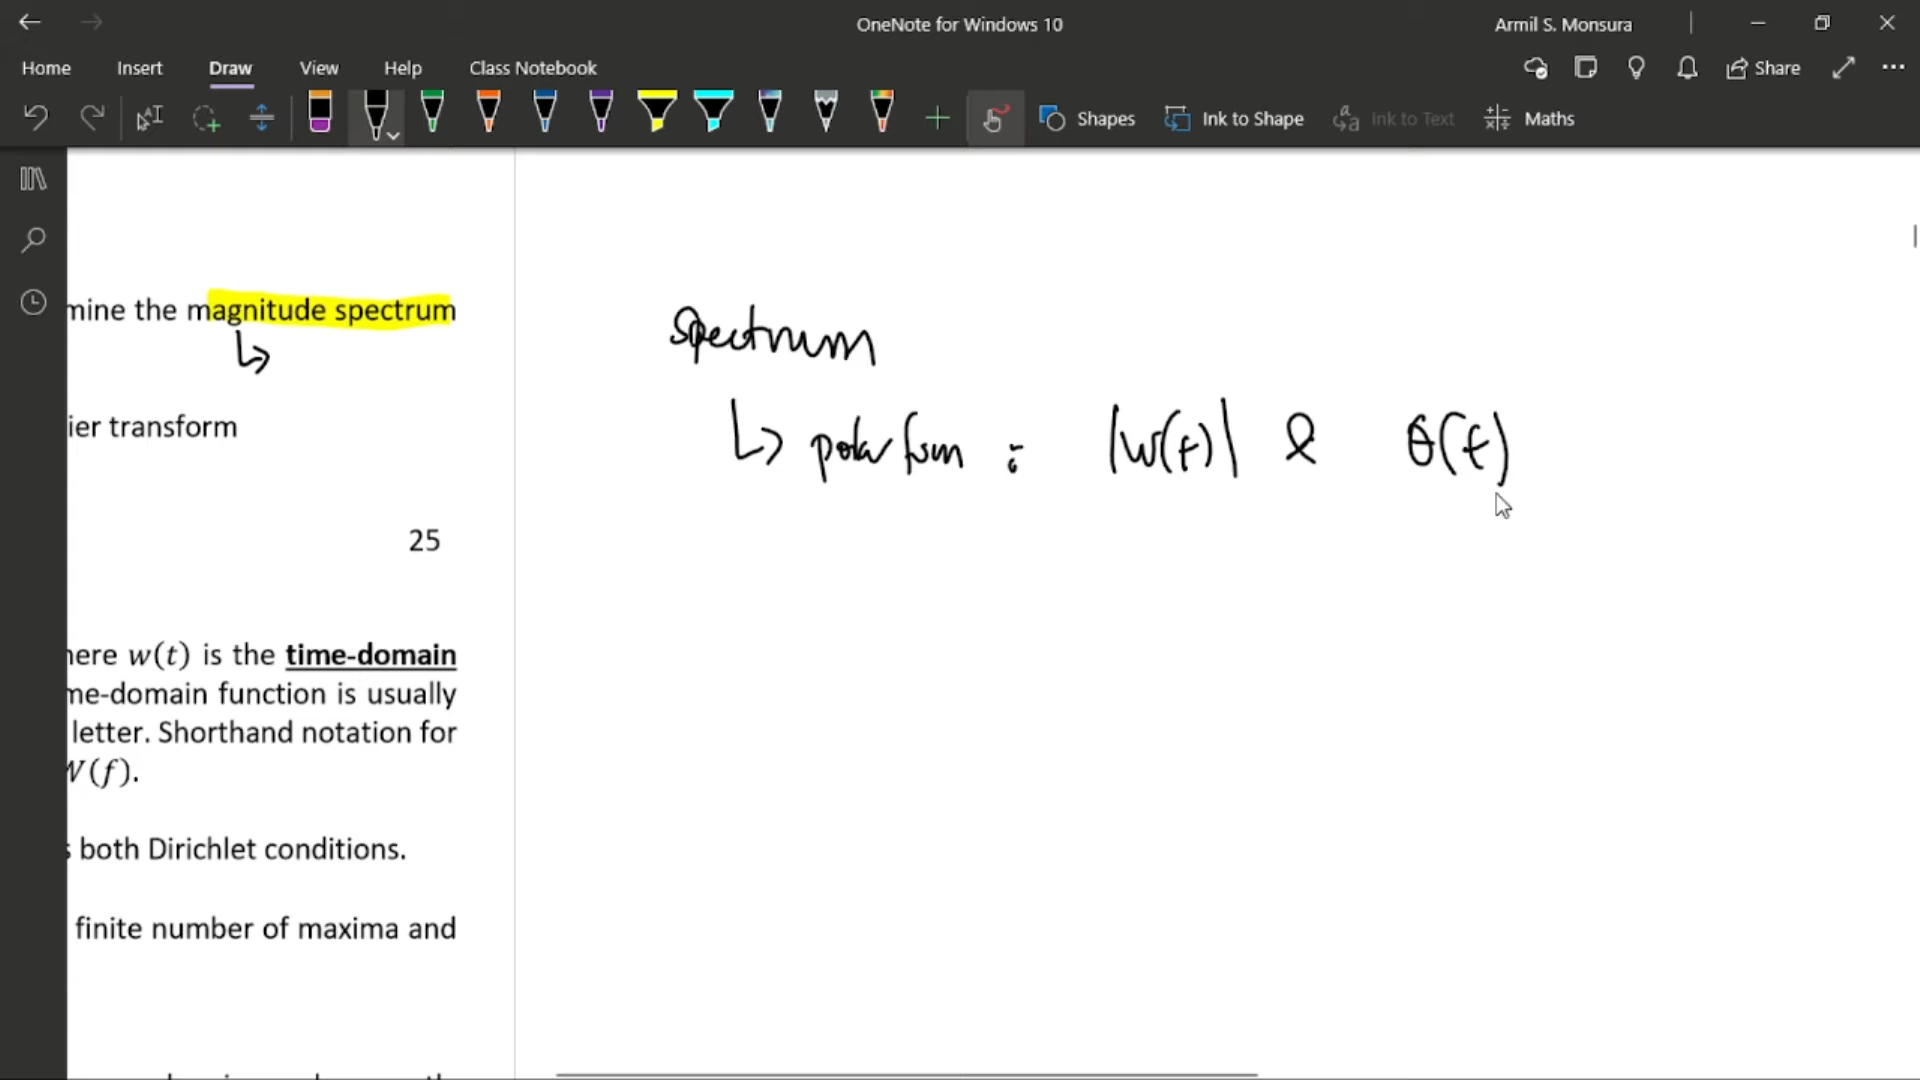 OneNote for Windows 10
Armil S. Monsura
Home Insert Draw View Help Class Notebook
Share
Shapes Ink to Shape Ink to Text Maths
mine the magnitude spectrum
ier transform
25
here w(t) is the time-domain
me-domain function is usually
letter. Shorthand notation for
W(f).
s both Dirichlet conditions.
finite number of maxima and
Spectrum
↳ polar form : |W(f)| & θ(f)